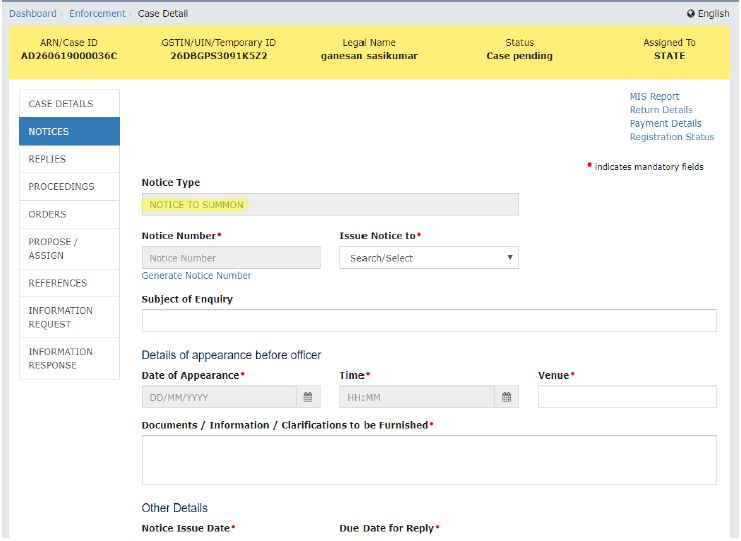 Dashboard › Enforcement › Case Detail English
ARN/Case ID GSTIN/UIN/Temporary ID Legal Name Status Assigned To
AD260619000036C 26DBGPS3091K5Z2 ganesan sasikumar Case pending STATE
MIS Report
Return Details
Payment Details
Registration Status
CASE DETAILS
NOTICES
REPLIES
PROCEEDINGS
ORDERS
PROPOSE /
ASSIGN
REFERENCES
INFORMATION
REQUEST
INFORMATION
RESPONSE
• indicates mandatory fields
Notice Type
NOTICE TO SUMMON
Notice Number• Issue Notice to•
Notice Number Search/Select
Generate Notice Number
Subject of Enquiry
Details of appearance before officer
Date of Appearance• Time• Venue•
DD/MM/YYYY HH:MM
Documents / Information / Clarifications to be Furnished•
Other Details
Notice Issue Date• Due Date for Reply•